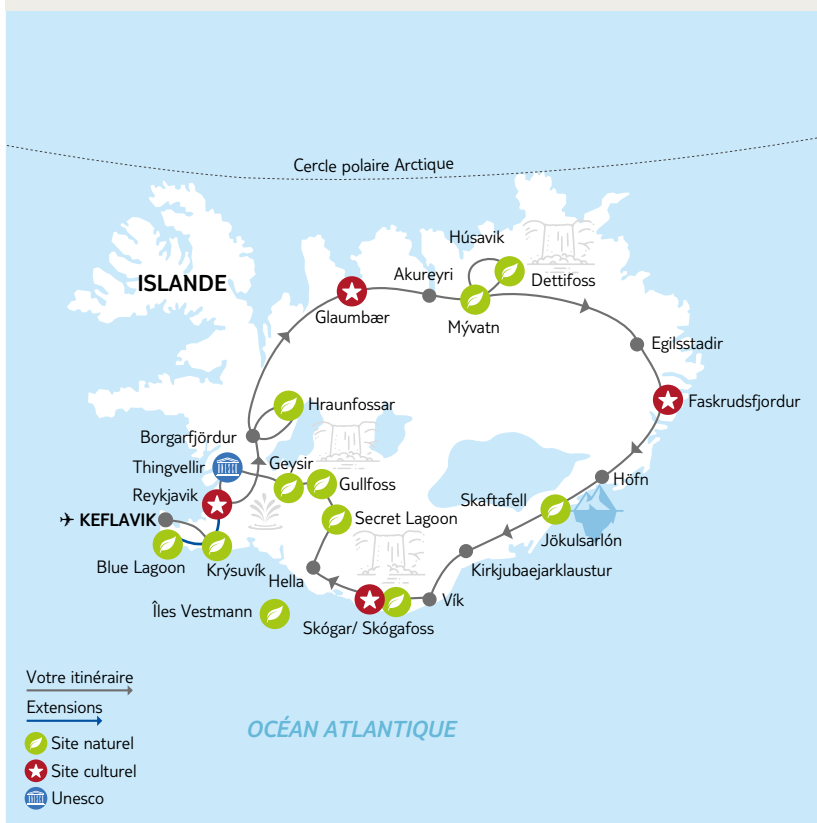 Cercle polaire Arctique
Húsavik
ISLANDE
Akureyri
Dettifoss
Glaumbær
Mývatn
Egilsstadir
Hraunfossar
Faskrudsfjordur
Borgarfjördur
Thingvellir
Geysir
Gullfoss
Höfn
Reykjavik
Skaftafell
KEFLAVIK
Secret Lagoon
Jökulsarlón
Blue Lagoon
Krýsuvík
Hella
Kirkjubaejarklaustur
Îles Vestmann
Vík
Skógar/ Skógafoss
Votre itinéraire
Extensions
OCÉAN ATLANTIQUE
Site naturel
Site culturel
Unesco